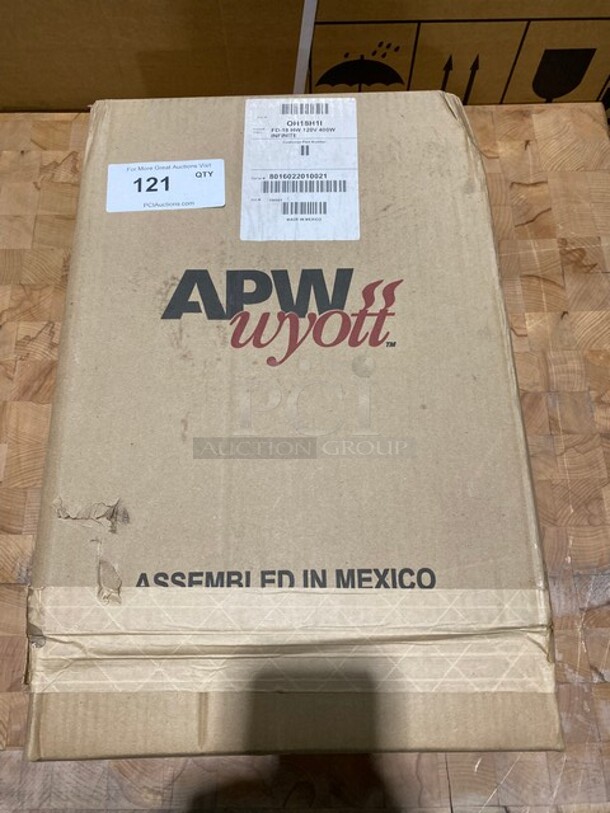 OH18H1I
FD-18 HW 120V 400W
INFINITE
8016022010021
MADE IN MEXICO
For More Great Auctions Visit
121 QTY
PCIAuctions.com
APW
wyott™
PCI
AUCTION GROUP
ASSEMBLED IN MEXICO